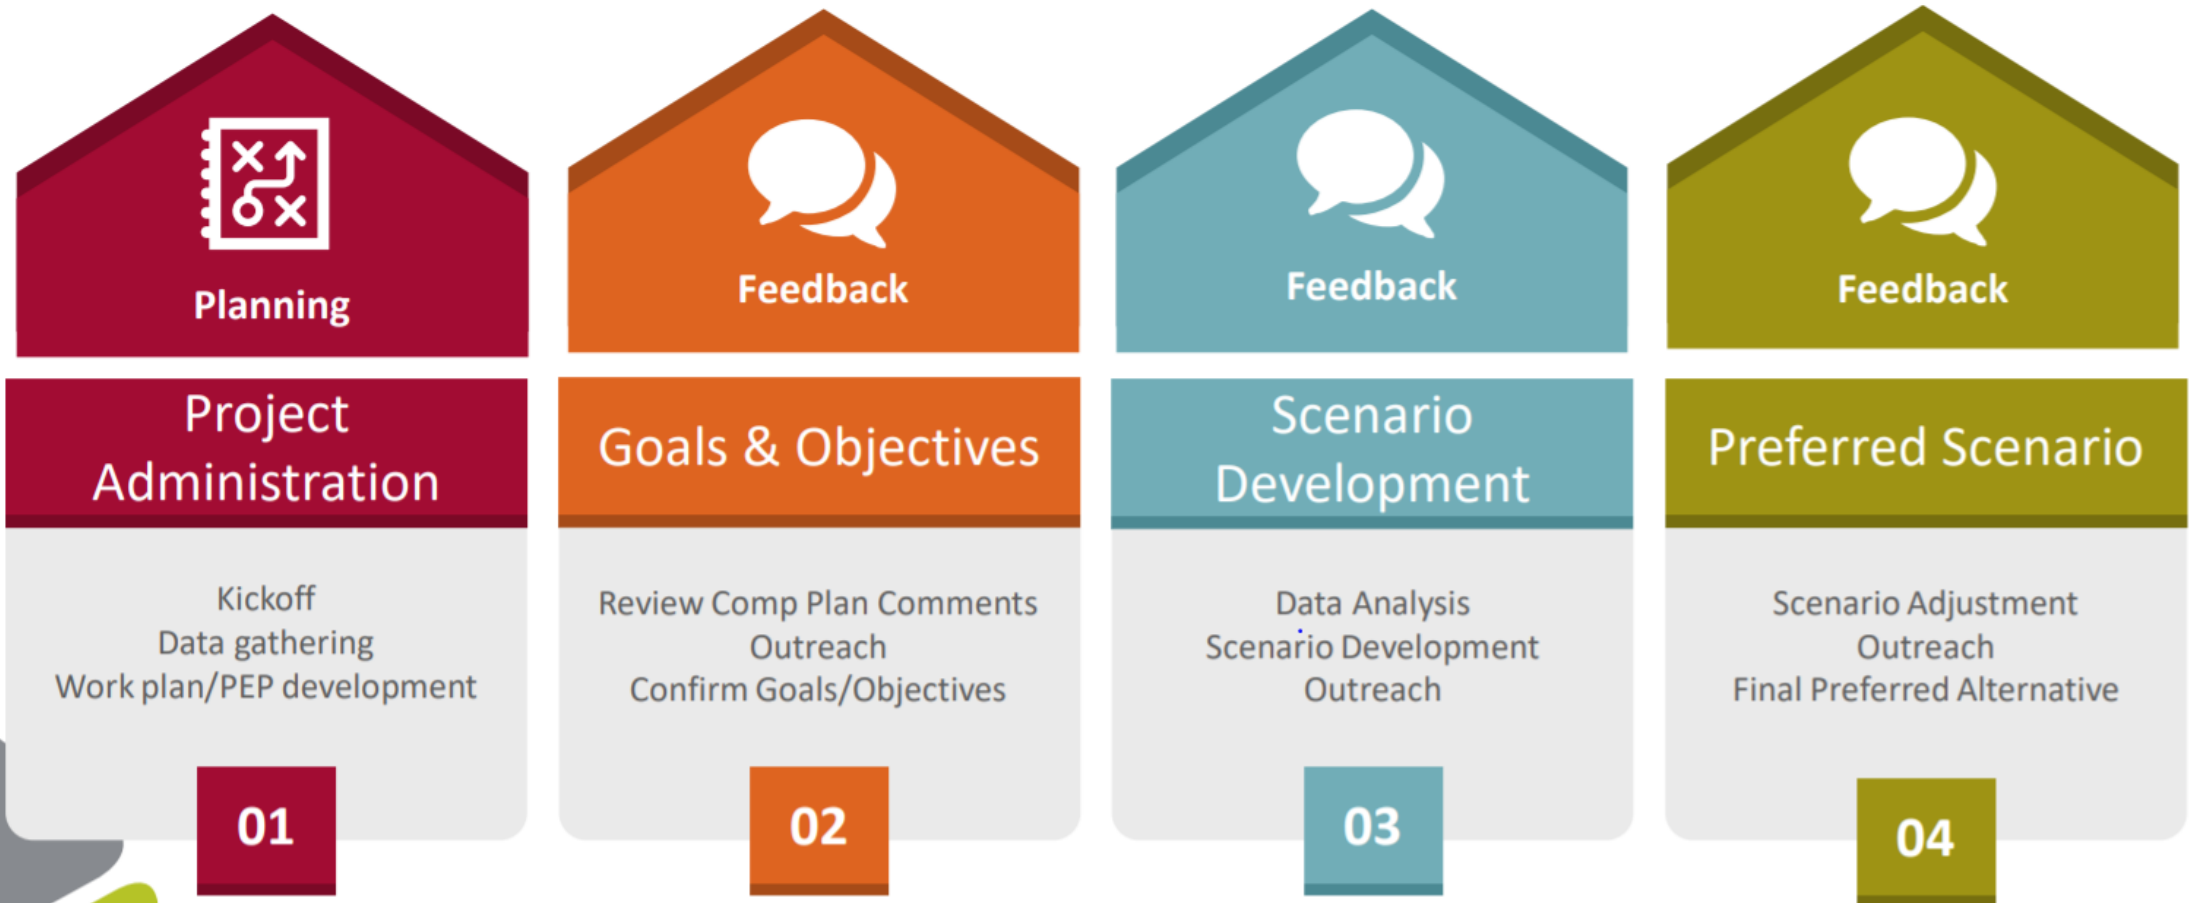 Planning
Project
Administration
Kickoff
Data gathering
Work plan/PEP development
01
Feedback
Goals & Objectives
Review Comp Plan Comments
Outreach
Confirm Goals/Objectives
02
Feedback
Scenario
Development
Data Analysis
Scenario Development
Outreach
03
Feedback
Preferred Scenario
Scenario Adjustment
Outreach
Final Preferred Alternative
04